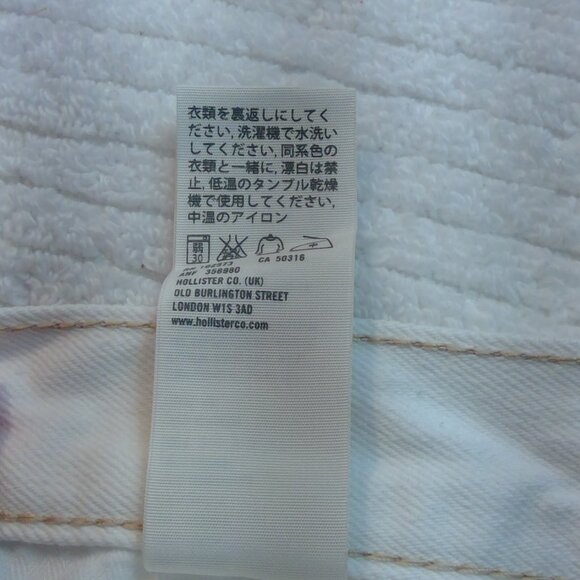 衣類を裏返しにしてく
ださい, 洗濯機で水洗い
してください, 同系色の
衣類と一緒に, 漂白は禁
止, 低温のタンブル乾燥
機で使用してください,
中温のアイロン
30
中
CA 50316
356980
HOLLISTER CO. (UK)
OLD BURLINGTON STREET
LONDON W1S 3AD
www.hollisterco.com